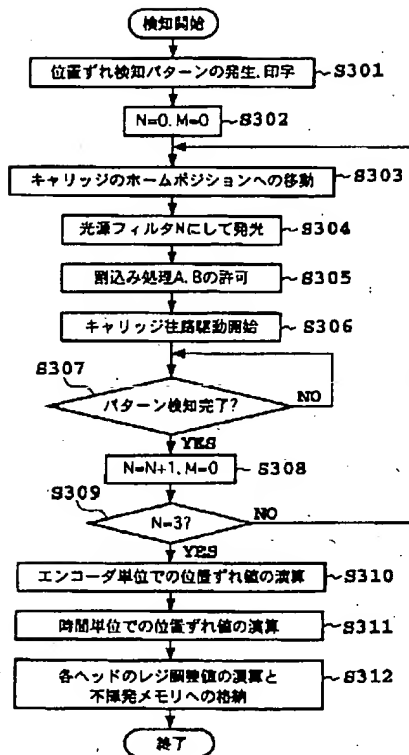 検知開始
位置ずれ検知パターンの発生、印字
S301
N=0、M=0
S302
キャリッジのホームポジションへの移動
S303
光源フィルタNにして発光
S304
割込み処理A、Bの許可
S305
キャリッジ往路駆動開始
S306
S307
パターン検知完了?
NO
YES
N=N+1、M=0
S308
S309
N=3?
NO
YES
エンコーダ単位での位置ずれ値の演算
S310
時間単位での位置ずれ値の演算
S311
各ヘッドのレジ調整値の演算と
不揮発メモリへの格納
S312
終了